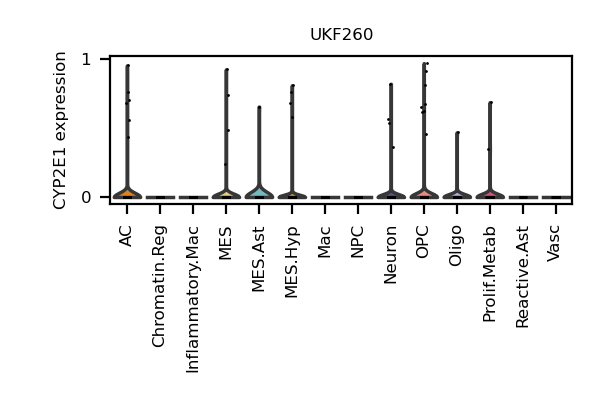 UKF260
CYP2E1 expression
1
0
AC
Chromatin.Reg
Inflammatory.Mac
MES
MES.Ast
MES.Hyp
Mac
NPC
Neuron
OPC
Oligo
Prolif.Metab
Reactive.Ast
Vasc